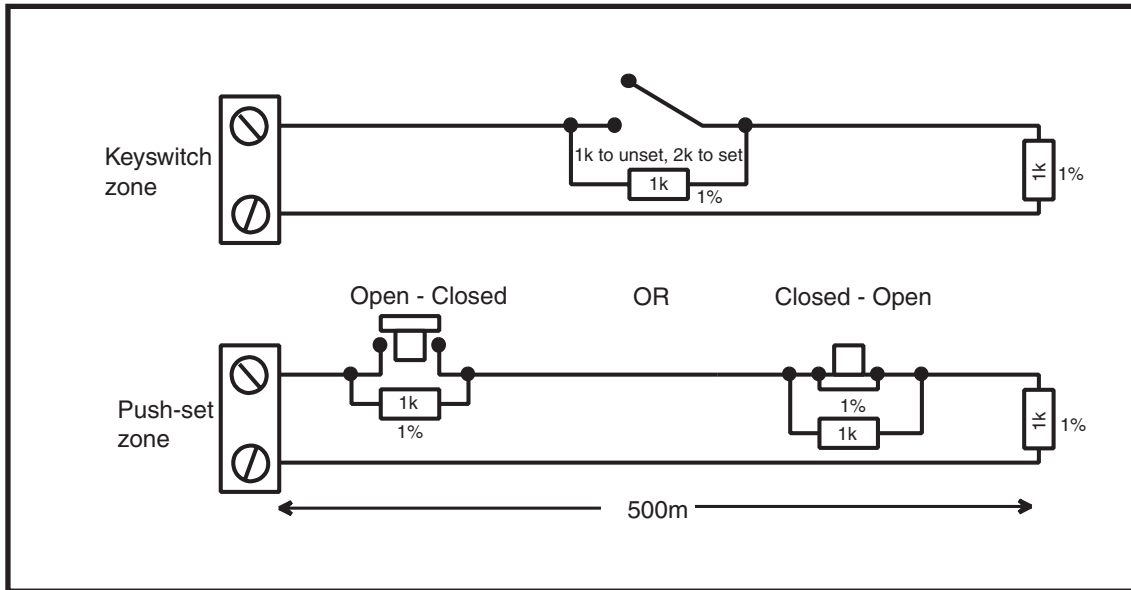 Keyswitch
zone
1k to unset, 2k to set
1k
1%
1k
1%
Open - Closed
OR
Closed - Open
Push-set
zone
1k
1%
1%
1k
1k
1%
500m